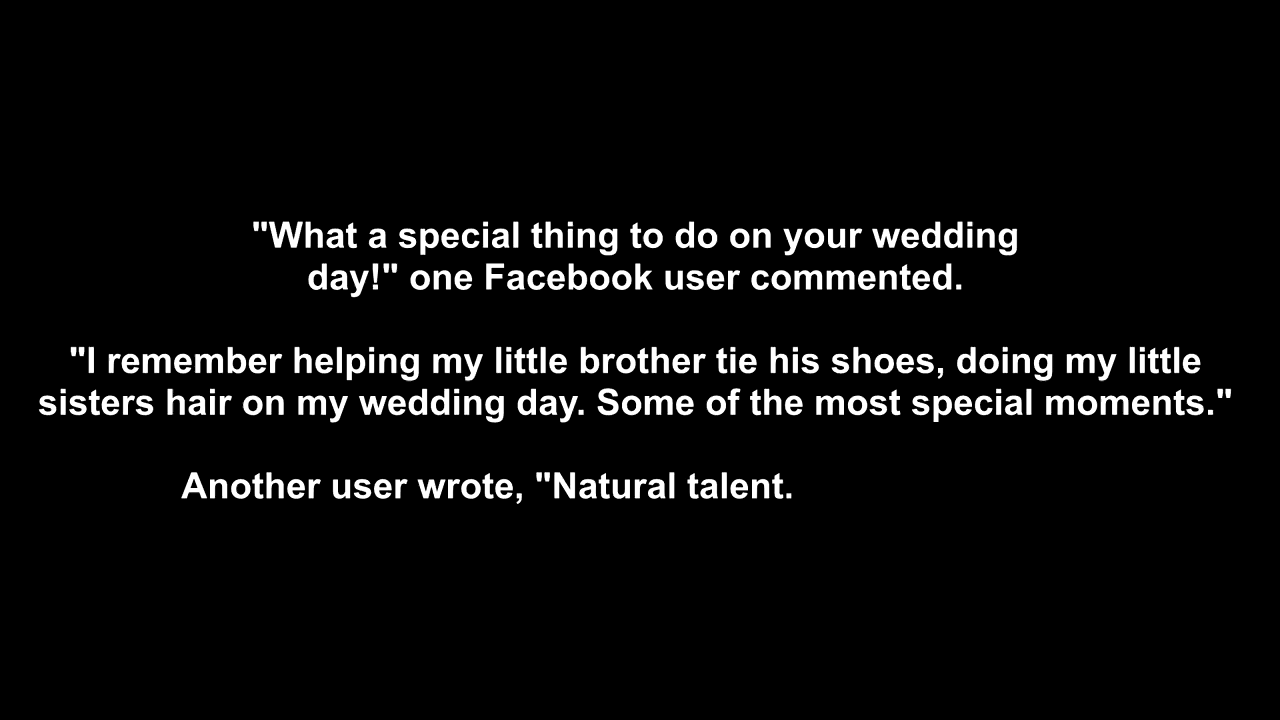 "What a special thing to do on your wedding
day!" one Facebook user commented.
"I remember helping my little brother tie his shoes, doing my little
sisters hair on my wedding day. Some of the most special moments."
Another user wrote, "Natural talent.